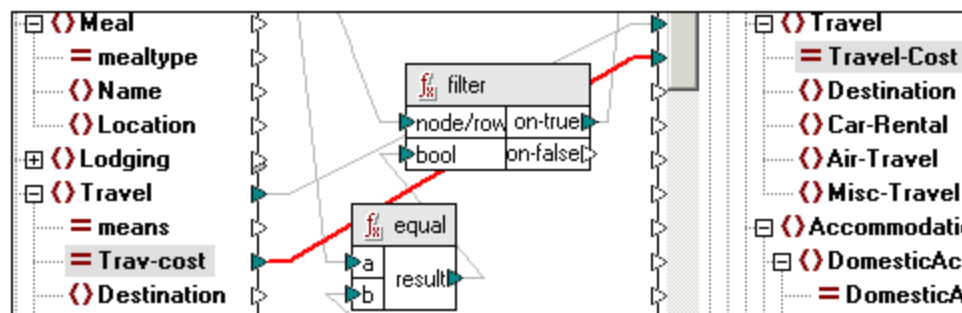 Meal
mealtype
Name
Location
Lodging
Travel
means
Trav-cost
Destination
filter
node/row on-true
bool on-false
equal
a
result
b
Travel
Travel-Cost
Destination
Car-Rental
Air-Travel
Misc-Travel
Accommodati
DomesticAc
DomesticA